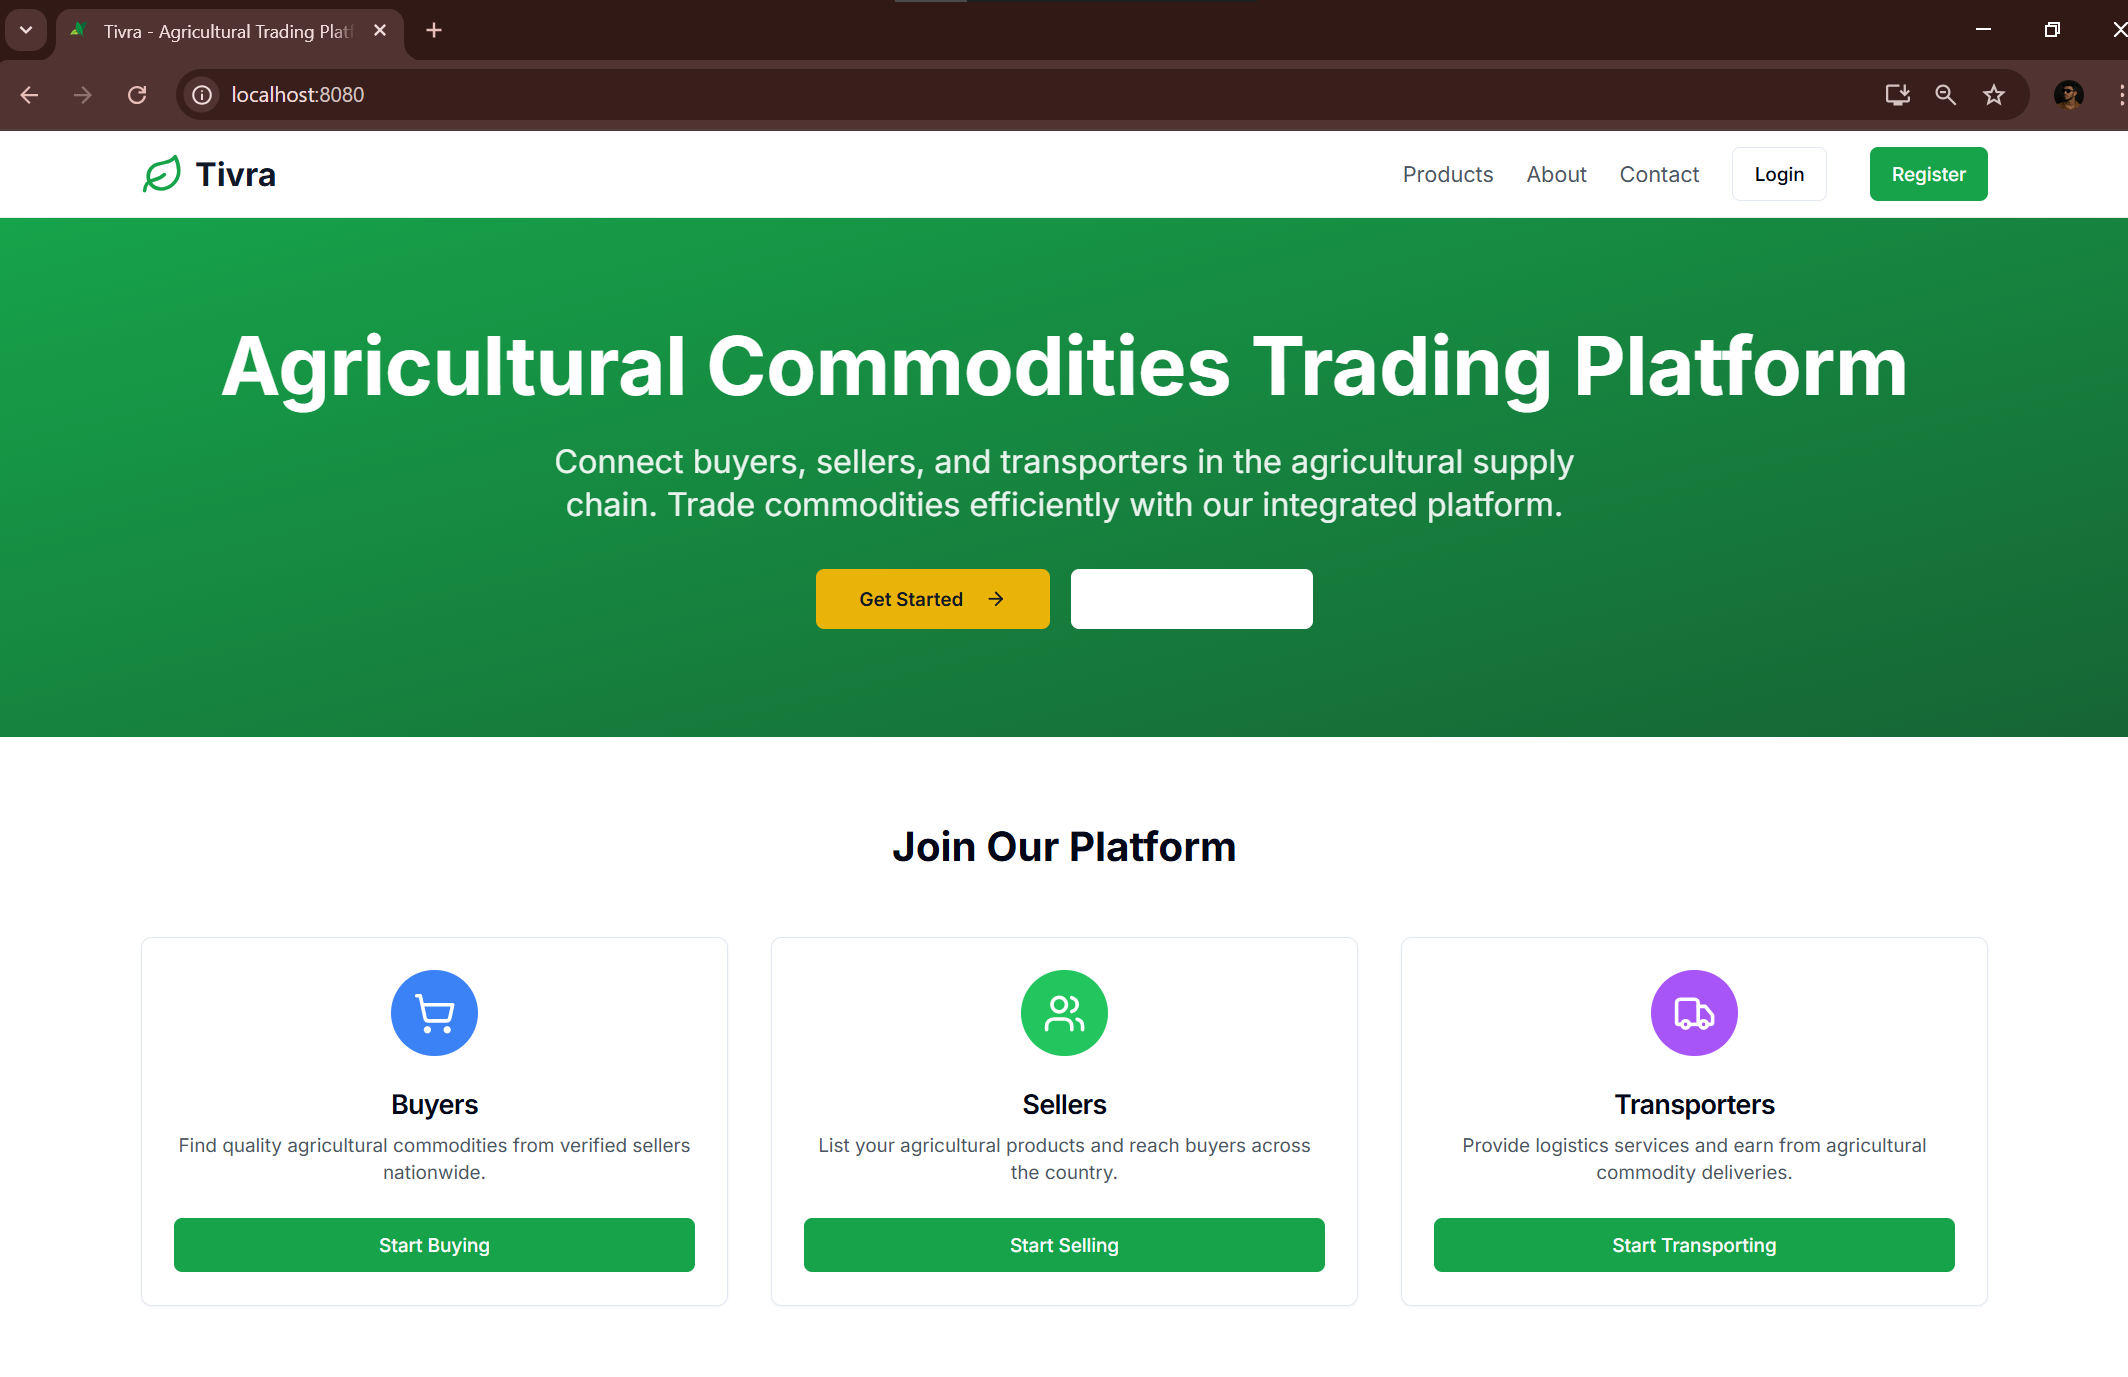 Tivra - Agricultural Trading Plat
localhost:8080
Tivra
Products
About
Contact
Login
Register
Agricultural Commodities Trading Platform
Connect buyers, sellers, and transporters in the agricultural supply
chain. Trade commodities efficiently with our integrated platform.
Get Started
Join Our Platform
Buyers
Find quality agricultural commodities from verified sellers
nationwide.
Start Buying
Sellers
List your agricultural products and reach buyers across
the country.
Start Selling
Transporters
Provide logistics services and earn from agricultural
commodity deliveries.
Start Transporting